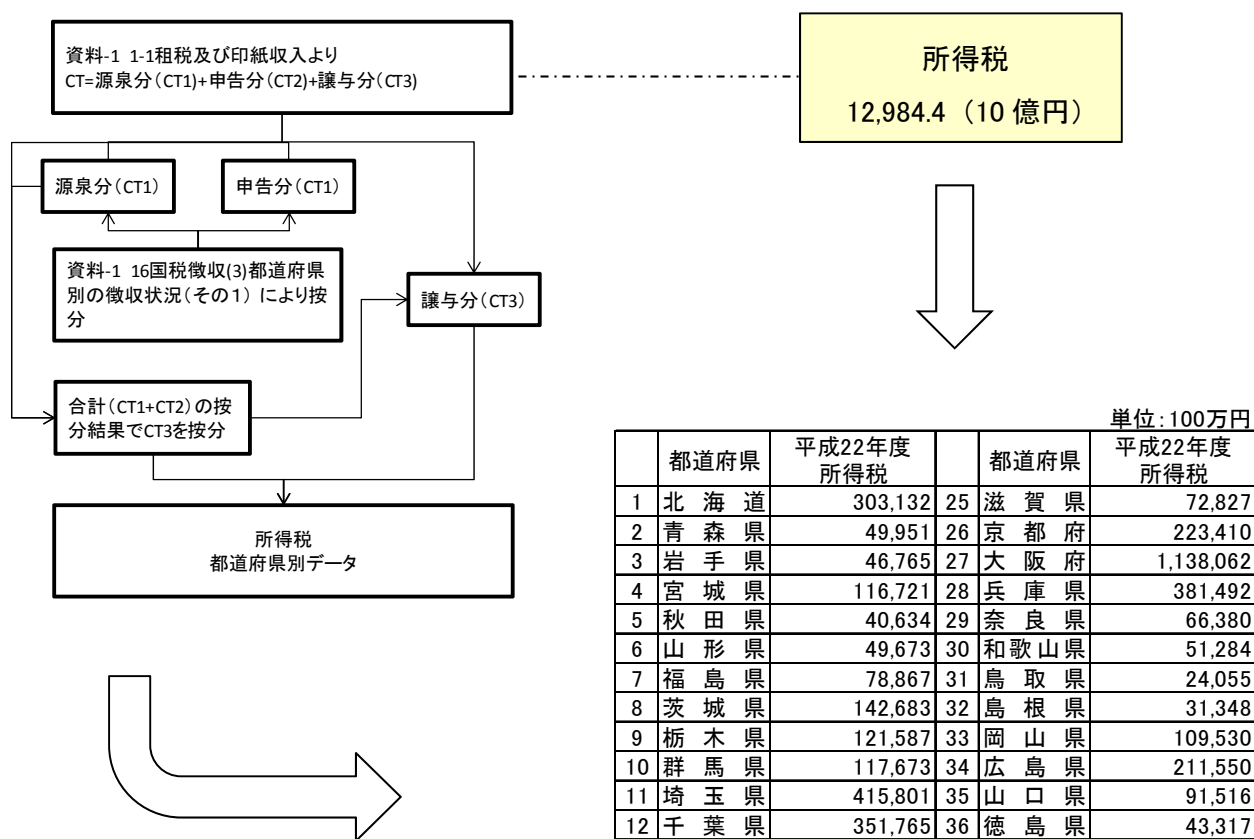 資料-1 1-1租税及び印紙収入より
CT=源泉分(CT1)+申告分(CT2)+譲与分(CT3)
所得税
12,984.4 (10 億円)
源泉分(CT1)
申告分(CT1)
資料-1 16国税徴収(3)都道府県
別の徴収状況(その1) により按
分
譲与分(CT3)
合計(CT1+CT2)の按
分結果でCT3を按分
所得税
都道府県別データ
単位:100万円
都道府県 平成22年度 所得税 都道府県 平成22年度 所得税
1 北海道 303,132 25 滋賀県 72,827
2 青森県 49,951 26 京都府 223,410
3 岩手県 46,765 27 大阪府 1,138,062
4 宮城県 116,721 28 兵庫県 381,492
5 秋田県 40,634 29 奈良県 66,380
6 山形県 49,673 30 和歌山県 51,284
7 福島県 78,867 31 鳥取県 24,055
8 茨城県 142,683 32 島根県 31,348
9 栃木県 121,587 33 岡山県 109,530
10 群馬県 117,673 34 広島県 211,550
11 埼玉県 415,801 35 山口県 91,516
12 千葉県 351,765 36 徳島県 43,317